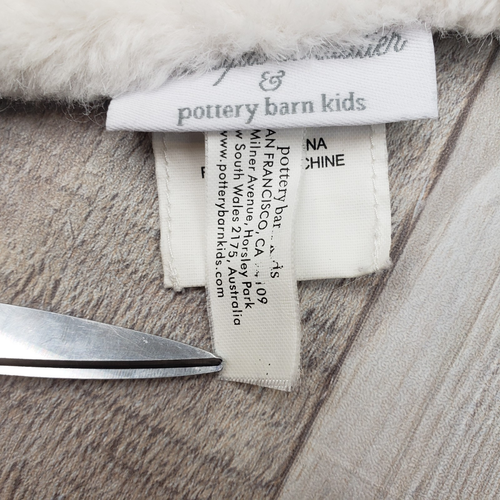 &
pottery barn kids
NA
CHINE
pottery bar
AN FRANCISCO, CA
109
Milner Avenue, Horsley Park
South Wales 2175, Australia
www.potterybarnkids.com